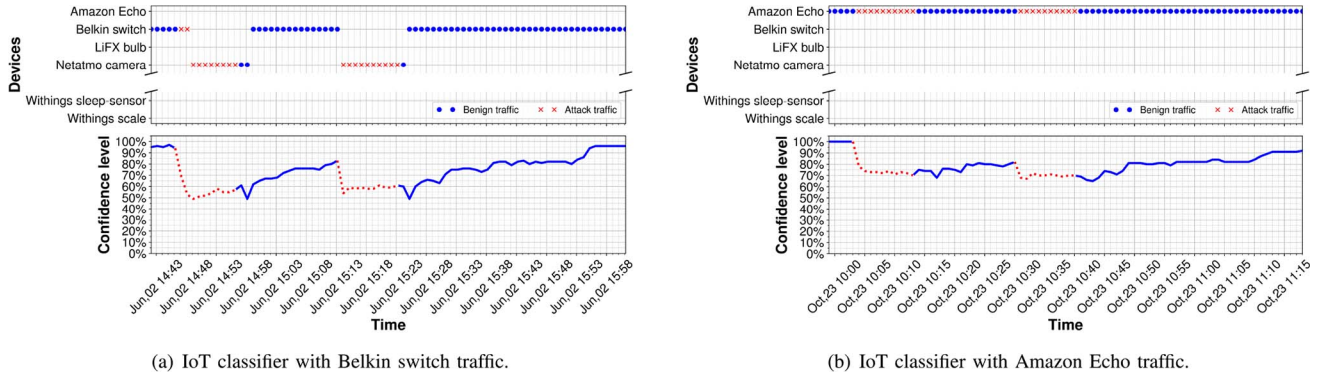 Devices
Amazon Echo
Belkin switch
LiFX bulb
Netatmo camera
Withings sleep-sensor
Withings scale
Benign traffic
Attack traffic
Confidence level
100%
90%
80%
70%
60%
50%
40%
30%
20%
10%
0%
Jun,02 14:43
Jun,02 14:48
Jun,02 14:53
Jun,02 14:58
Jun,02 15:03
Jun,02 15:08
Jun,02 15:13
Jun,02 15:18
Jun,02 15:23
Jun,02 15:28
Jun,02 15:33
Jun,02 15:38
Jun,02 15:43
Jun,02 15:48
Jun,02 15:53
Jun,02 15:58
Time
(a) IoT classifier with Belkin switch traffic.
Devices
Amazon Echo
Belkin switch
LiFX bulb
Netatmo camera
Withings sleep-sensor
Withings scale
Benign traffic
Attack traffic
Confidence level
100%
90%
80%
70%
60%
50%
40%
30%
20%
10%
0%
Oct,23 10:00
Oct,23 10:05
Oct,23 10:10
Oct,23 10:15
Oct,23 10:20
Oct,23 10:25
Oct,23 10:30
Oct,23 10:35
Oct,23 10:40
Oct,23 10:45
Oct,23 10:50
Oct,23 10:55
Oct,23 11:00
Oct,23 11:05
Oct,23 11:10
Oct,23 11:15
Time
(b) IoT classifier with Amazon Echo traffic.